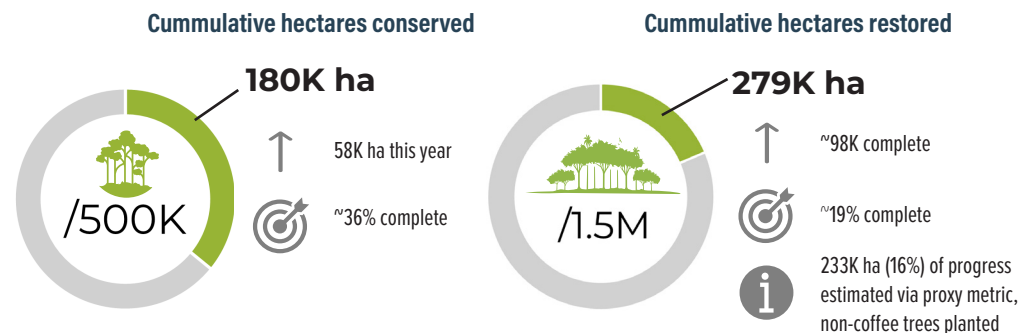 Cummulative hectares conserved
180K ha
/500K
58K ha this year
~36% complete
Cummulative hectares restored
279K ha
/1.5M
~98K complete
~19% complete
233K ha (16%) of progress
estimated via proxy metric,
non-coffee trees planted